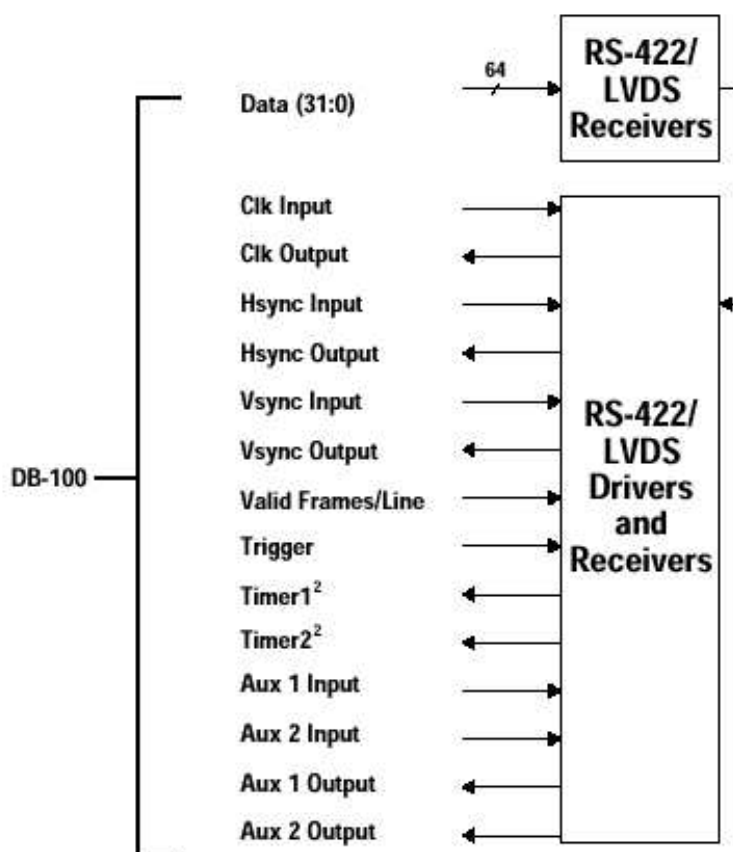 64
RS-422/
LVDS
Receivers
Data (31:0)
Clk Input
Clk Output
Hsync Input
Hsync Output
Vsync Input
Vsync Output
DB-100
Valid Frames/Line
Trigger
Timer1²
Timer2²
Aux 1 Input
Aux 2 Input
Aux 1 Output
Aux 2 Output
RS-422/
LVDS
Drivers
and
Receivers